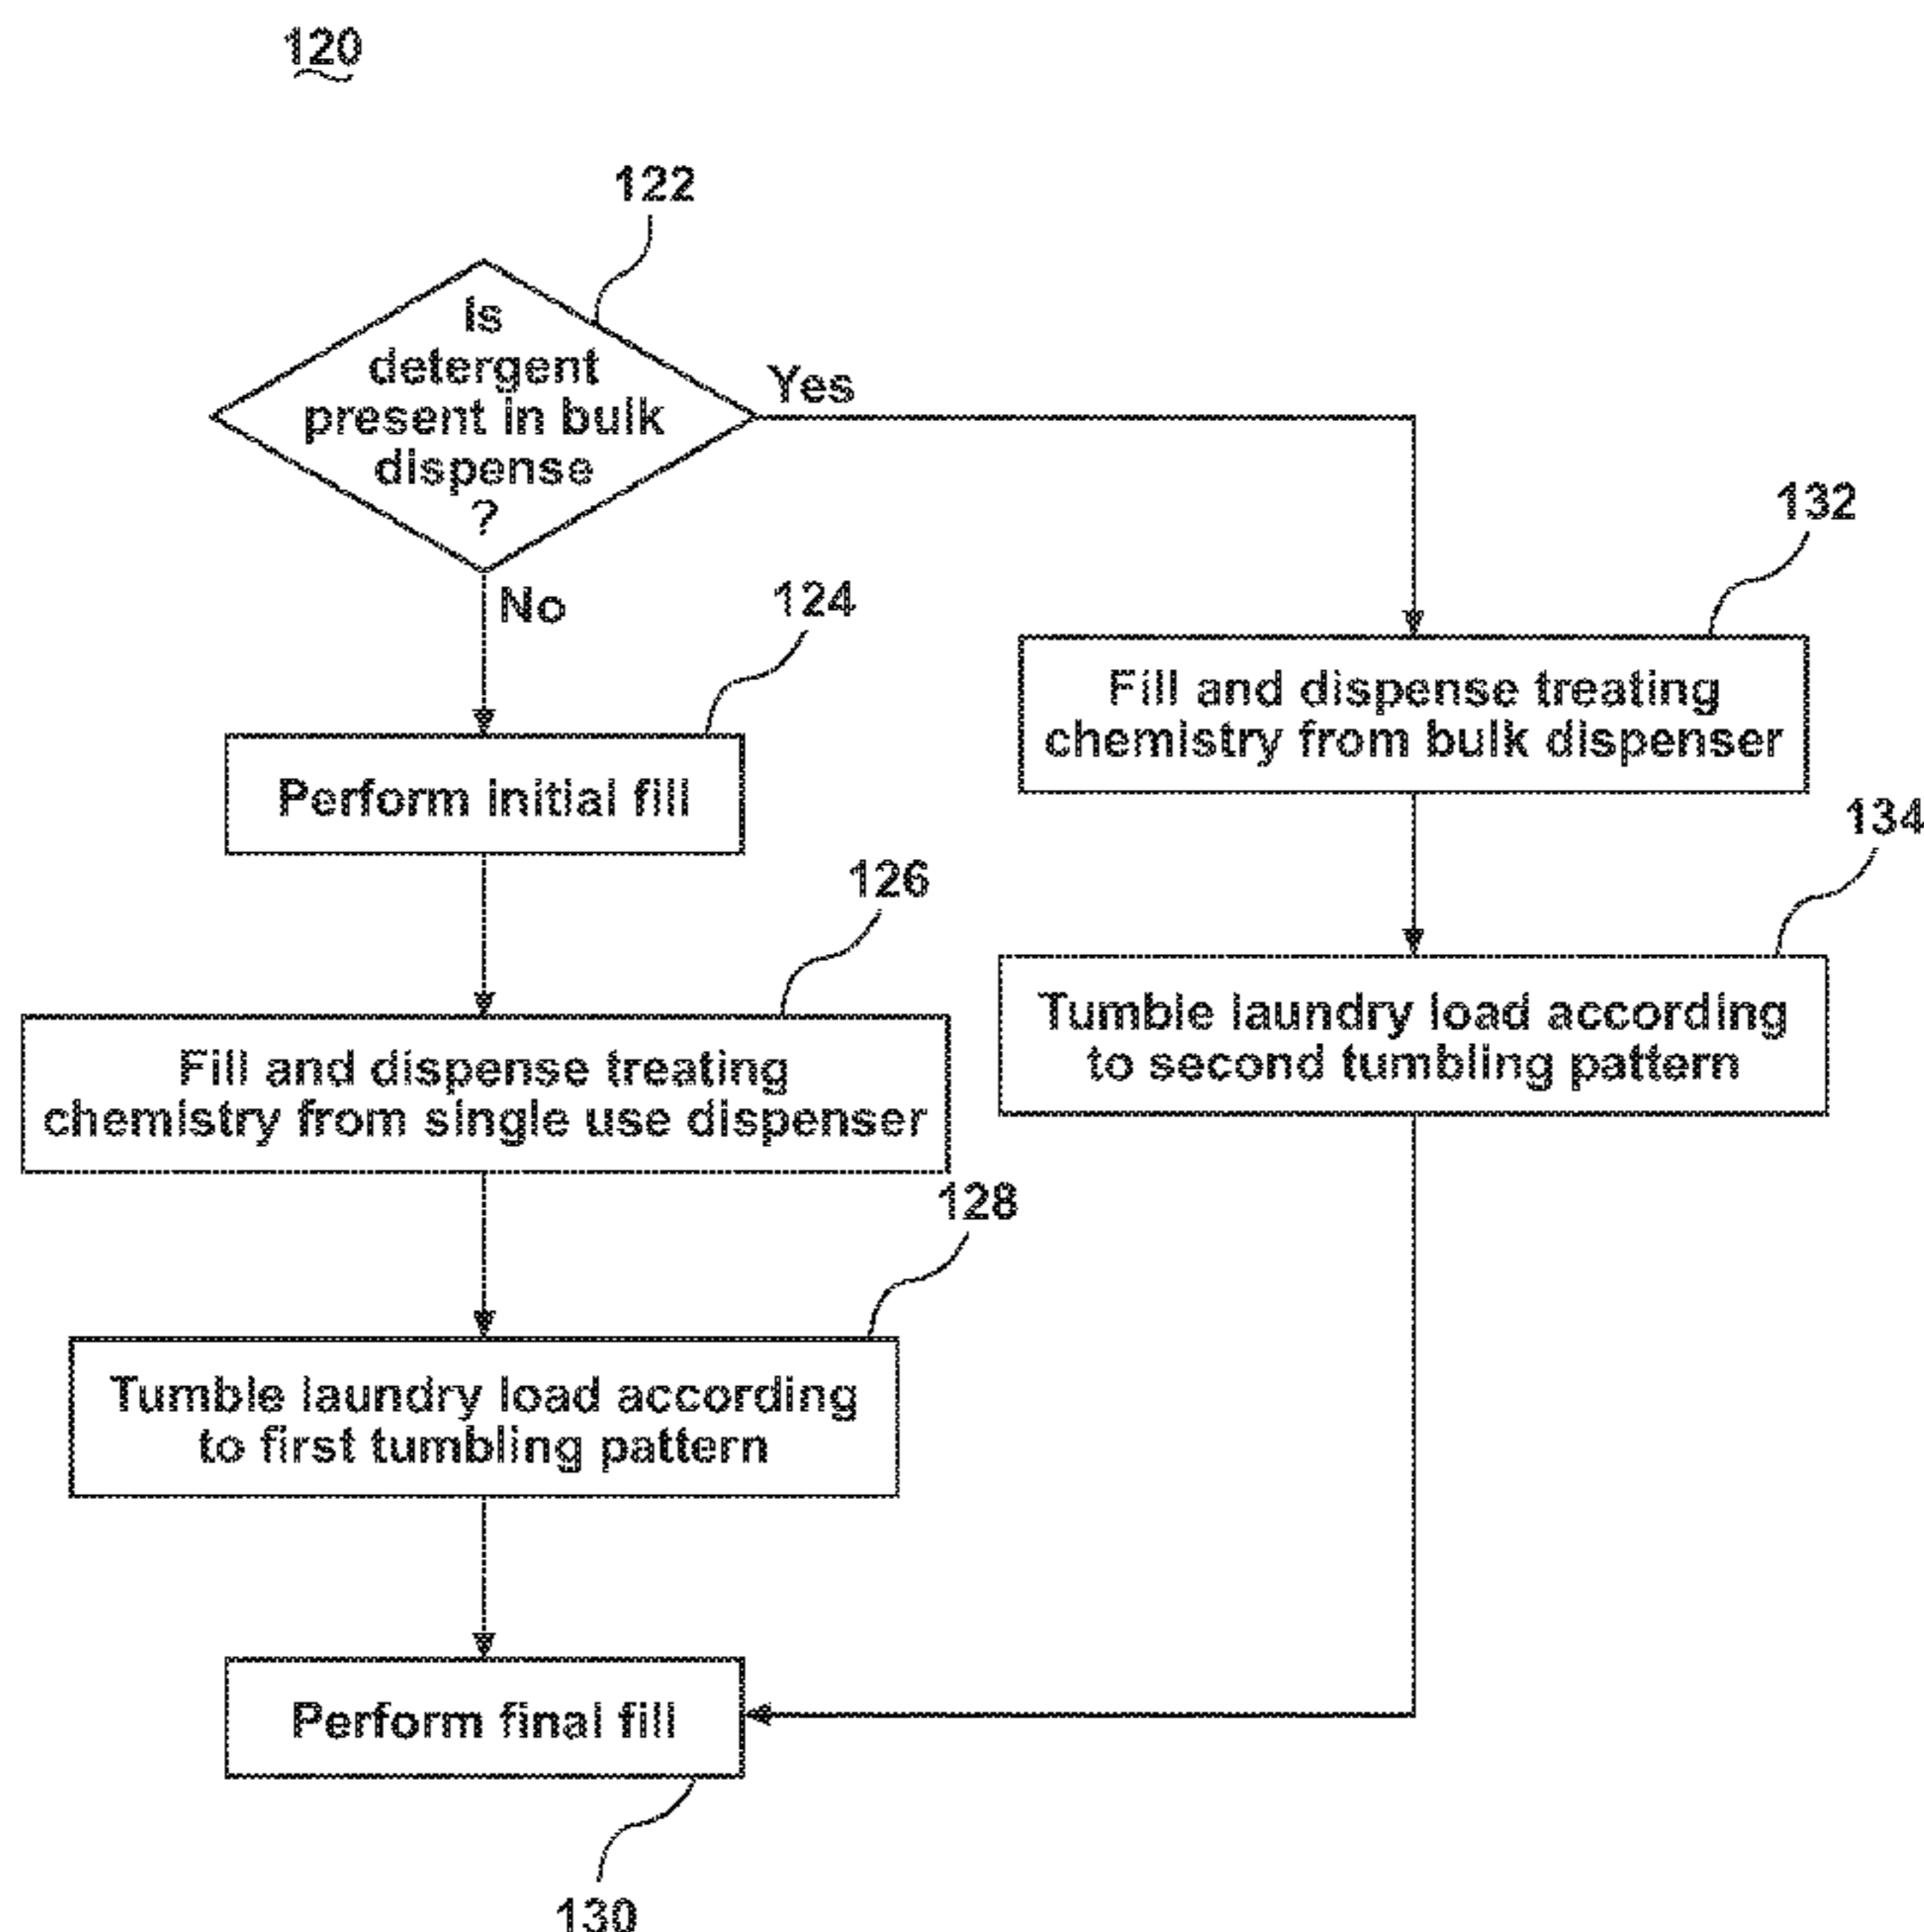 120
122
Is
detergent
present in bulk
dispense
?
Yes
No
124
Perform initial fill
132
Fill and dispense treating
chemistry from bulk dispenser
126
Fill and dispense treating
chemistry from single use dispenser
134
Tumble laundry load according
to second tumbling pattern
128
Tumble laundry load according
to first tumbling pattern
Perform final fill
130